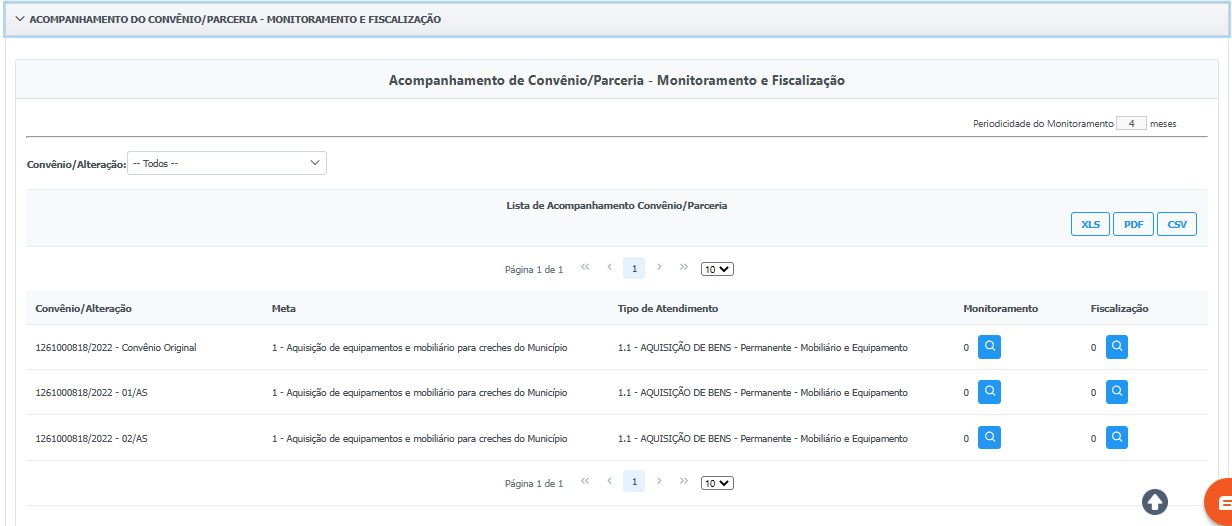 ACOMPANHAMENTO DO CONVÊNIO/PARCERIA - MONITORAMENTO E FISCALIZAÇÃO
Acompanhamento de Convênio/Parceria - Monitoramento e Fiscalização
Periodicidade do Monitoramento 4 meses
Convênio/Alteração: -- Todos --
Lista de Acompanhamento Convênio/Parceria
XLS PDF CSV
Página 1 de 1 1 10
Convênio/Alteração Meta Tipo de Atendimento Monitoramento Fiscalização
1261000818/2022 - Convênio Original 1 - Aquisição de equipamentos e mobiliário para creches do Município 1.1 - AQUISIÇÃO DE BENS - Permanente - Mobiliário e Equipamento 0 0
1261000818/2022 - 01/AS 1 - Aquisição de equipamentos e mobiliário para creches do Município 1.1 - AQUISIÇÃO DE BENS - Permanente - Mobiliário e Equipamento 0 0
1261000818/2022 - 02/AS 1 - Aquisição de equipamentos e mobiliário para creches do Município 1.1 - AQUISIÇÃO DE BENS - Permanente - Mobiliário e Equipamento 0 0
Página 1 de 1 1 10